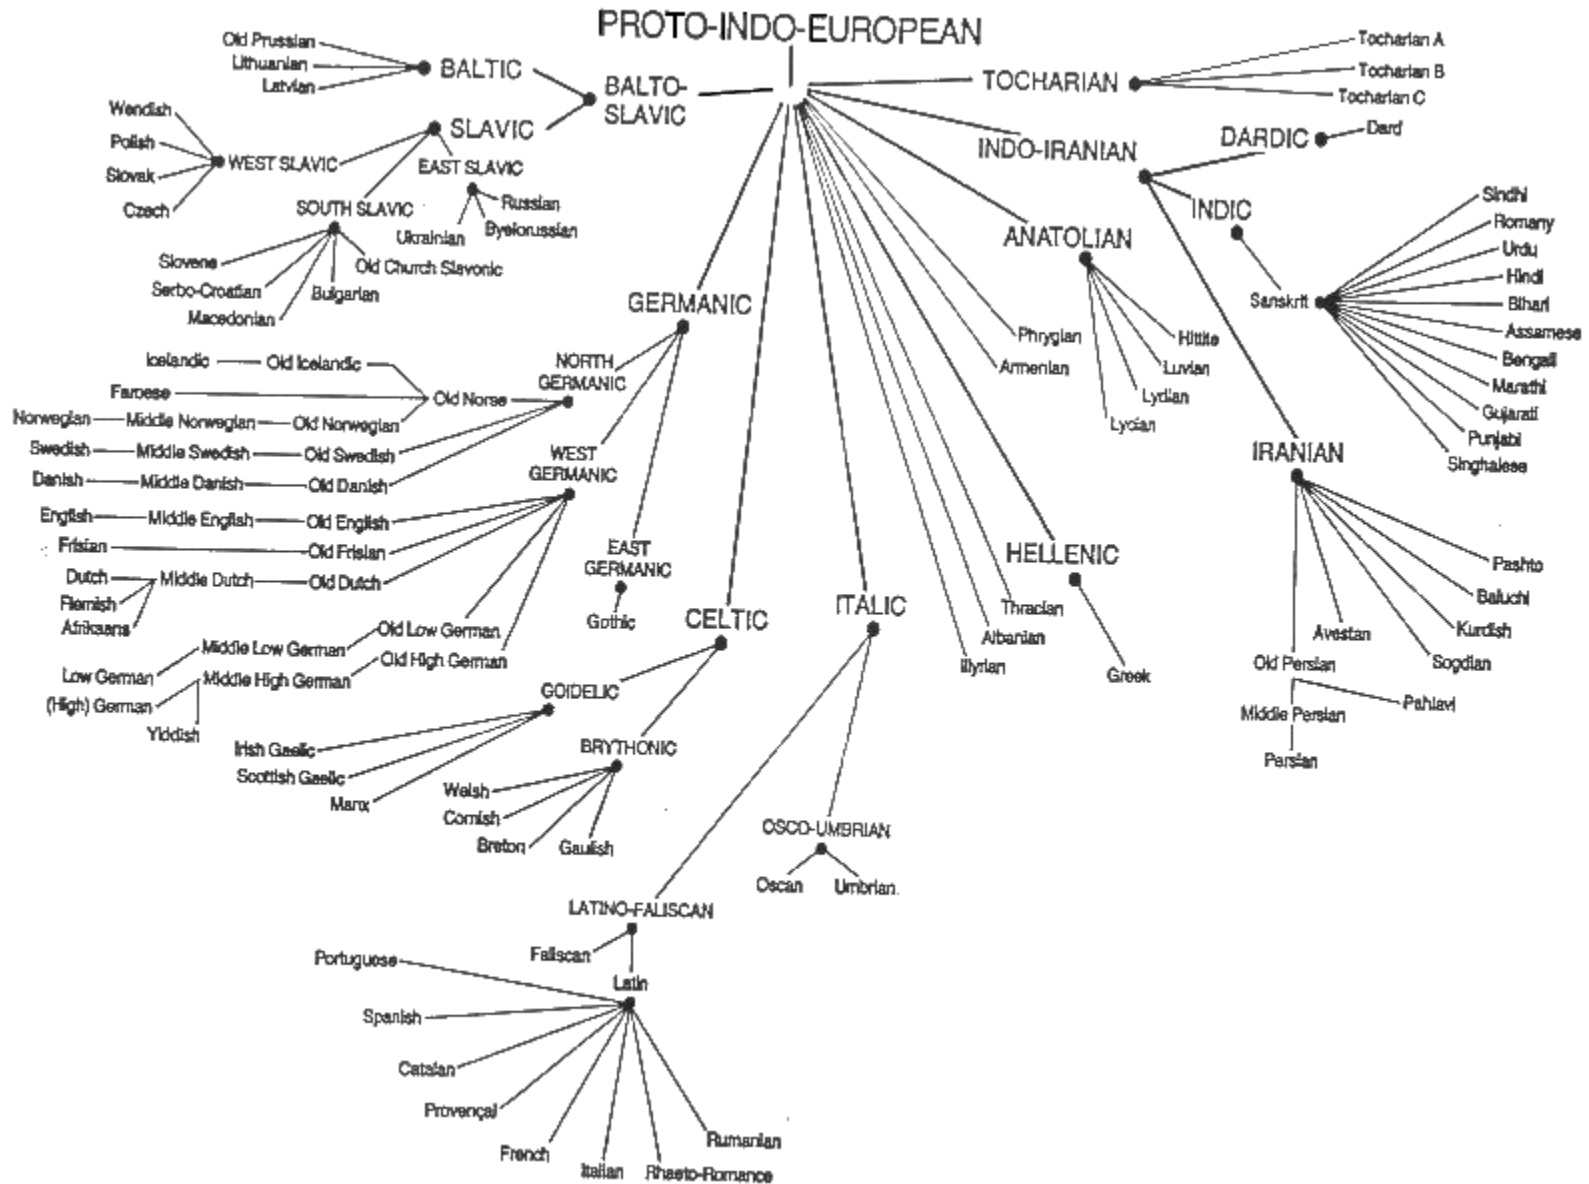 PROTO-INDO-EUROPEAN
Old Prussian
Lithuanian
Latvian
BALTIC
BALTO-
SLAVIC
SLAVIC
Wendish
Polish
Slovak
Czech
WEST SLAVIC
EAST SLAVIC
Russian
Byelorussian
Ukrainian
SOUTH SLAVIC
Old Church Slavonic
Slovene
Serbo-Croatian
Bulgarian
Macedonian
TOCHARIAN
Tocharian A
Tocharian B
Tocharian C
INDO-IRANIAN
DARDIC
Dard
INDIC
Sanskrit
Sindhi
Romany
Urdu
Hindi
Bihari
Assamese
Bengali
Marathi
Gujarati
Punjabi
Singhalese
ANATOLIAN
Hittite
Luvian
Lydian
Lycian
Phrygian
Armenian
IRANIAN
Pashto
Baluchi
Kurdish
Sogdian
Avestan
Old Persian
Pahlavi
Middle Persian
Persian
GERMANIC
NORTH
GERMANIC
Icelandic
Old Icelandic
Faroese
Old Norse
Norwegian
Middle Norwegian
Old Norwegian
Swedish
Middle Swedish
Old Swedish
Danish
Middle Danish
Old Danish
WEST
GERMANIC
English
Middle English
Old English
Frisian
Old Frisian
Dutch
Middle Dutch
Old Dutch
Flemish
Afrikaans
Old Low German
Middle Low German
Low German
Old High German
Middle High German
(High) German
Yiddish
EAST
GERMANIC
Gothic
CELTIC
GOIDELIC
Irish Gaelic
Scottish Gaelic
Manx
BRYTHONIC
Welsh
Cornish
Breton
Gaulish
ITALIC
OSCO-UMBRIAN
Oscan
Umbrian
LATINO-FALISCAN
Faliscan
Latin
Portuguese
Spanish
Catalan
Provençal
French
Italian
Rhaeto-Romance
Rumanian
HELLENIC
Greek
Thracian
Albanian
Illyrian